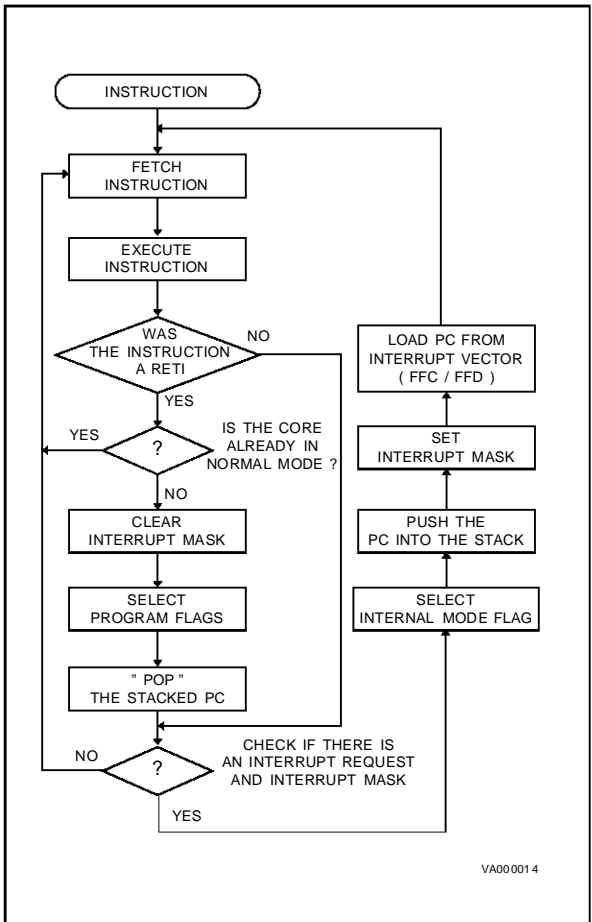 INSTRUCTION
FETCH
INSTRUCTION
EXECUTE
INSTRUCTION
WAS
THE INSTRUCTION
A RETI
NO
YES
IS THE CORE
ALREADY IN
NORMAL MODE ?
YES
?
NO
CLEAR
INTERRUPT MASK
SELECT
PROGRAM FLAGS
" POP "
THE STACKED PC
CHECK IF THERE IS
AN INTERRUPT REQUEST
AND INTERRUPT MASK
NO
?
YES
LOAD PC FROM
INTERRUPT VECTOR
( FFC / FFD )
SET
INTERRUPT MASK
PUSH THE
PC INTO THE STACK
SELECT
INTERNAL MODE FLAG
VA000014